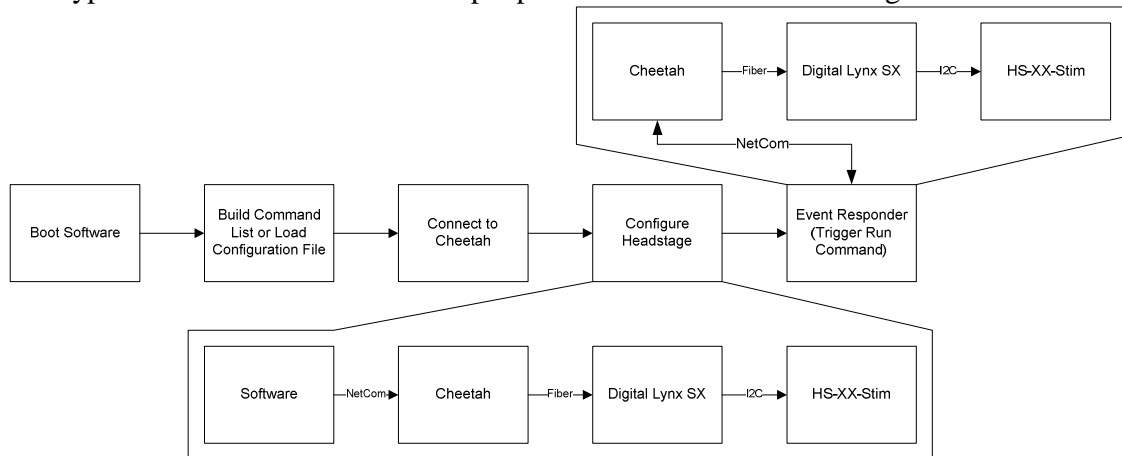 Cheetah
Fiber
Digital Lynx SX
I2C
HS-XX-Stim
NetCom
Boot Software
Build Command
List or Load
Configuration File
Connect to
Cheetah
Configure
Headstage
Event Responder
(Trigger Run
Command)
Software
NetCom
Cheetah
Fiber
Digital Lynx SX
I2C
HS-XX-Stim